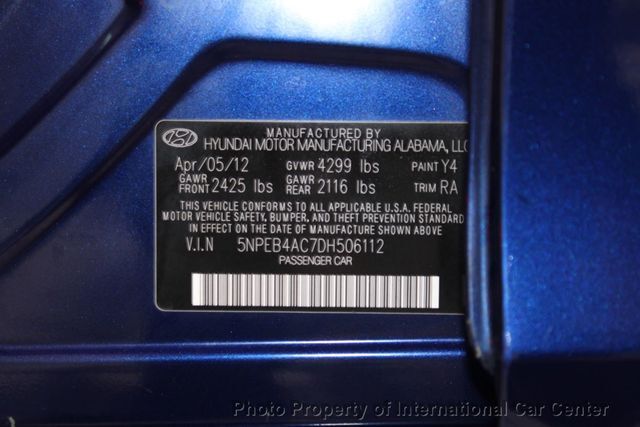 MANUFACTURED BY
HYUNDAI MOTOR MANUFACTURING ALABAMA, LLC
Apr/05/12 GVWR 4299 lbs PAINT Y4
GAWR FRONT 2425 lbs GAWR REAR 2116 lbs TRIM RA
THIS VEHICLE CONFORMS TO ALL APPLICABLE U.S.A. FEDERAL
MOTOR VEHICLE SAFETY, BUMPER, AND THEFT PREVENTION STANDARDS
IN EFFECT ON THE DATE OF MANUFACTURE SHOWN ABOVE.
V.I.N 5NPEB4AC7DH506112
PASSENGER CAR
Photo Property of International Car Center